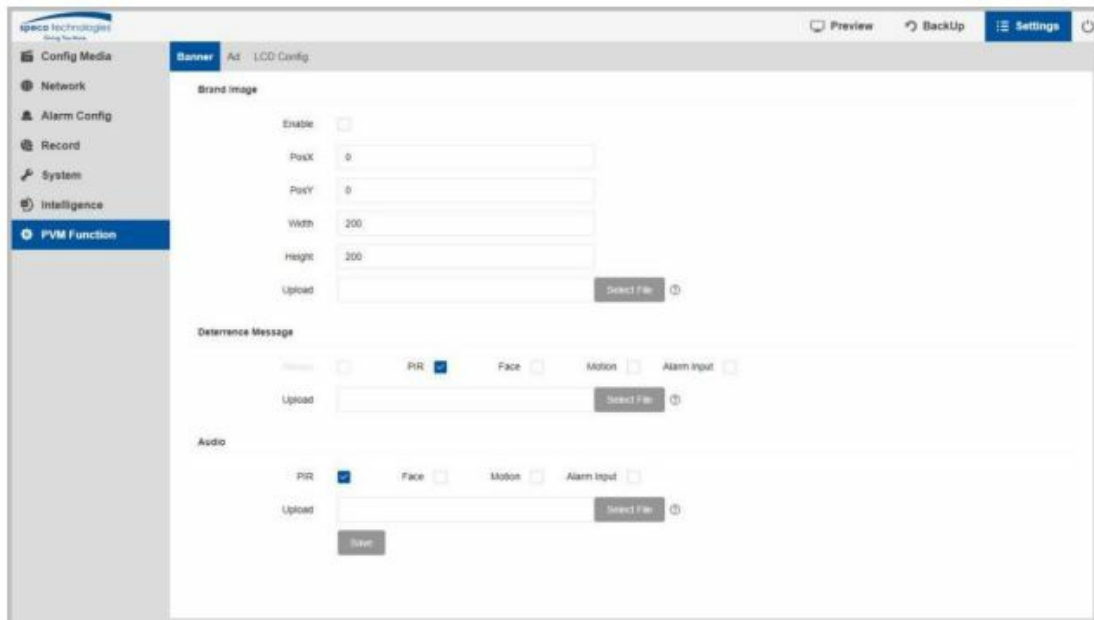 speco technologies
Preview
BackUp
Settings
Config Media
Network
Alarm Config
Record
System
Intelligence
PVM Function
Banner Ad LCD Config
Brand Image
Enable
PosX 0
PosY 0
Width 200
Height 200
Upload Select File
Deterrence Message
PIR Face Motion Alarm Input
Upload Select File
Audio
PIR Face Motion Alarm Input
Upload Select File
Save